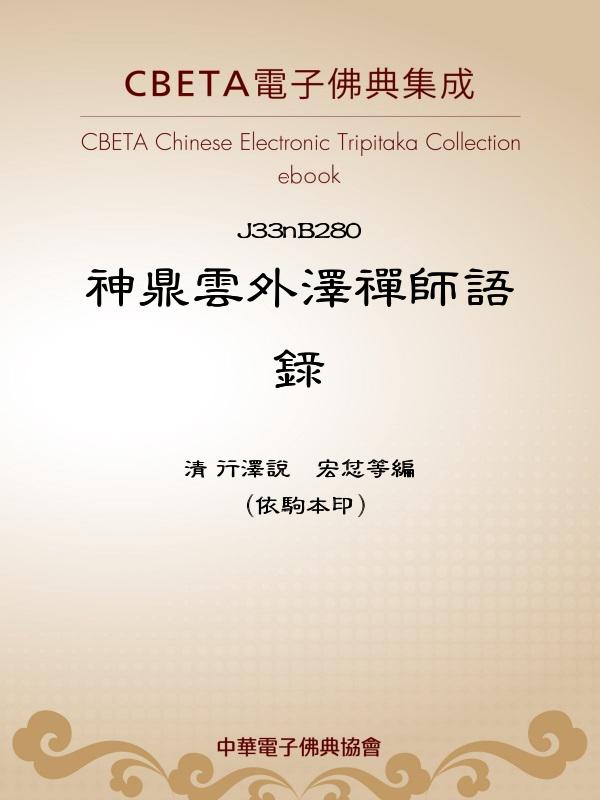 CBETA電子佛典集成
CBETA Chinese Electronic Tripitaka Collection
ebook
J33nB280
神鼎雲外澤禪師語
錄
清 行澤說　宏忞等編
（依駒本印）
中華電子佛典協會